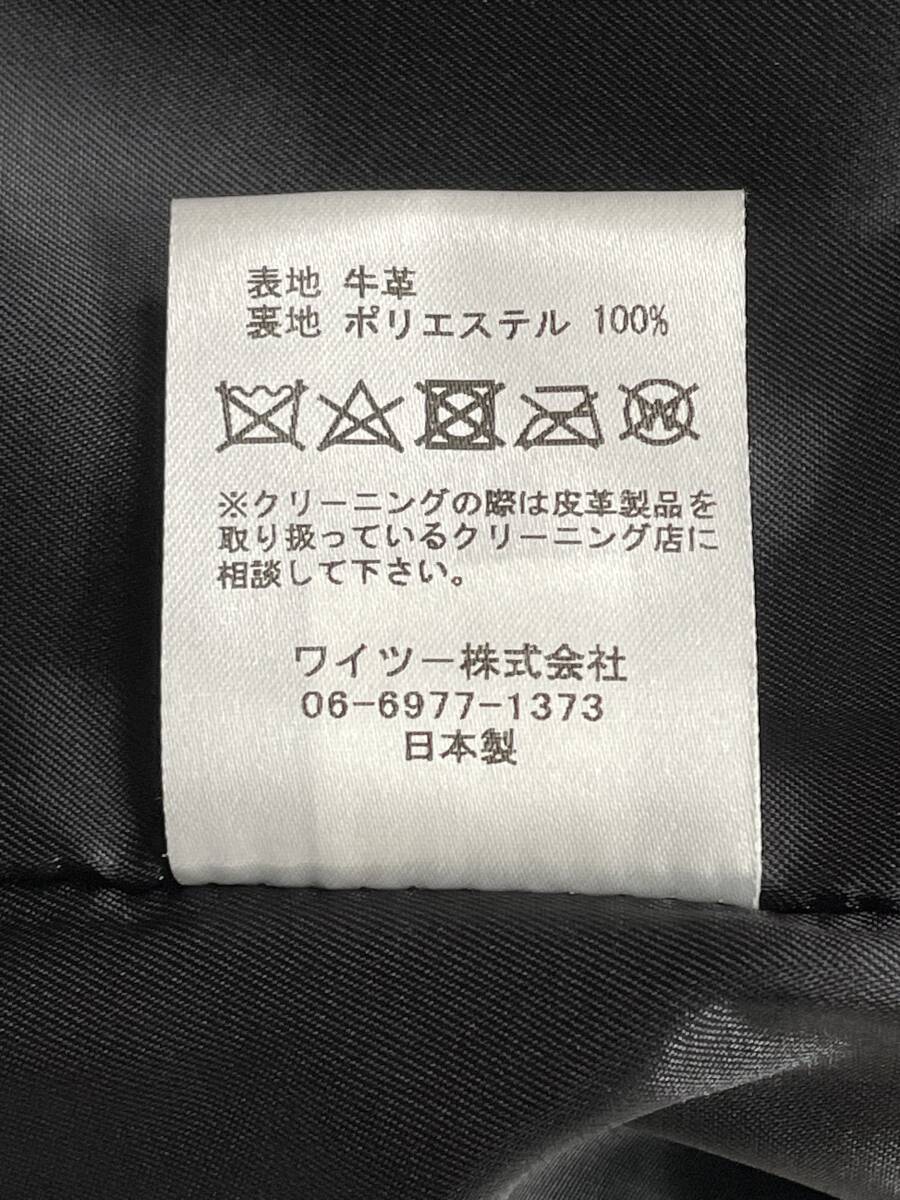 表地 牛革
裏地 ポリエステル 100%
W
※クリーニングの際は皮革製品を
取り扱っているクリーニング店に
相談して下さい。
ワイツー株式会社
06-6977-1373
日本製